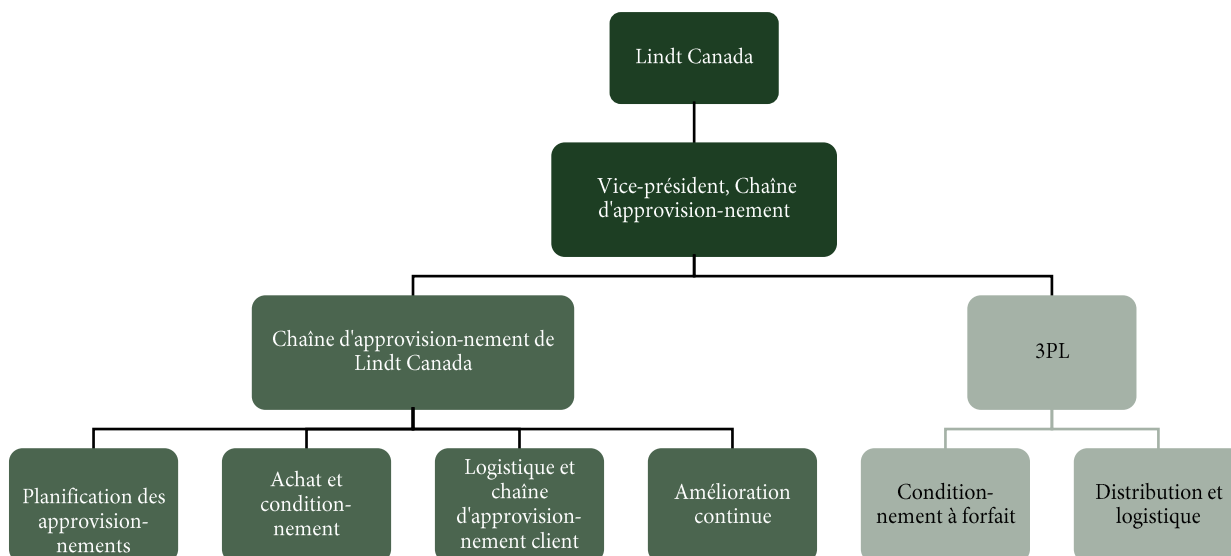 Lindt Canada
Vice-président, Chaîne
d'approvision-nement
Chaîne d'approvision-nement de
Lindt Canada
3PL
Planification des
approvision-
nements
Achat et
condition-
nement
Logistique et
chaîne
d'approvision-
nement client
Amélioration
continue
Condition-
nement à forfait
Distribution et
logistique